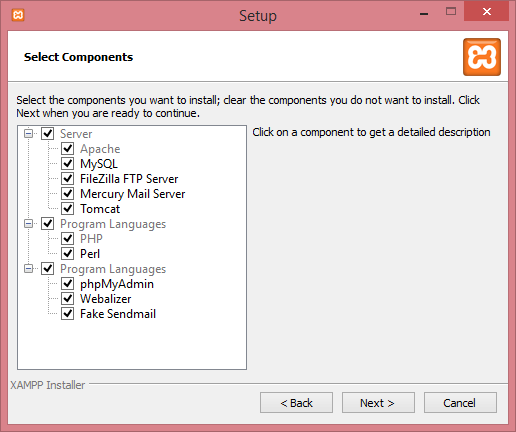 Setup
Select Components
Select the components you want to install; clear the components you do not want to install. Click
Next when you are ready to continue.
Server
Apache
MySQL
FileZilla FTP Server
Mercury Mail Server
Tomcat
Program Languages
PHP
Perl
Program Languages
phpMyAdmin
Webalizer
Fake Sendmail
Click on a component to get a detailed description
XAMPP Installer
< Back
Next >
Cancel